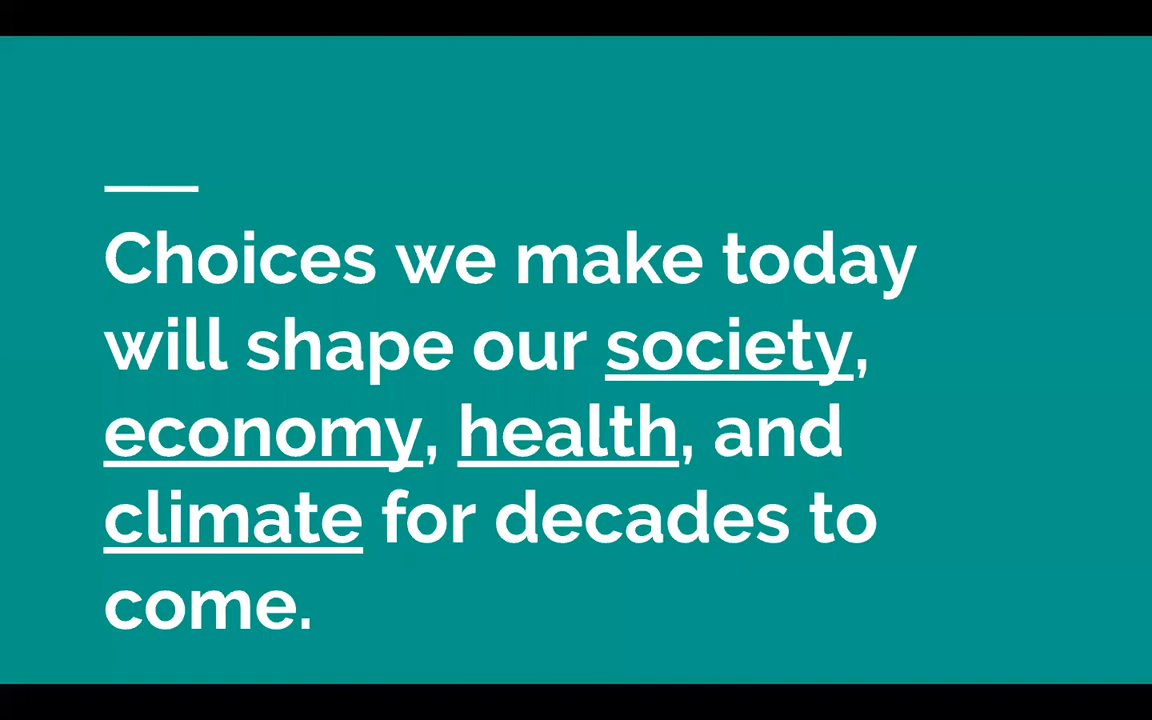 Choices we make today
will shape our society,
economy, health, and
climate for decades to
come.